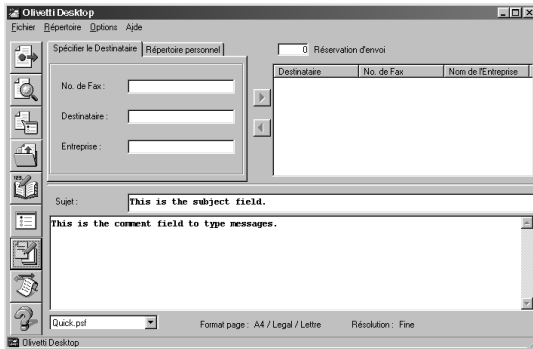 Olivetti Desktop
Fichier Répertoire Options Aide
Spécifier le Destinataire Répertoire personnel
0 Réservation d'envoi
Destinataire No. de Fax Nom de l'Entreprise
No. de Fax :
Destinataire :
Entreprise :
Sujet : This is the subject field.
This is the comment field to type messages.
Quick.psf Format page : A4 / Legal / Lettre Résolution : Fine
Olivetti Desktop